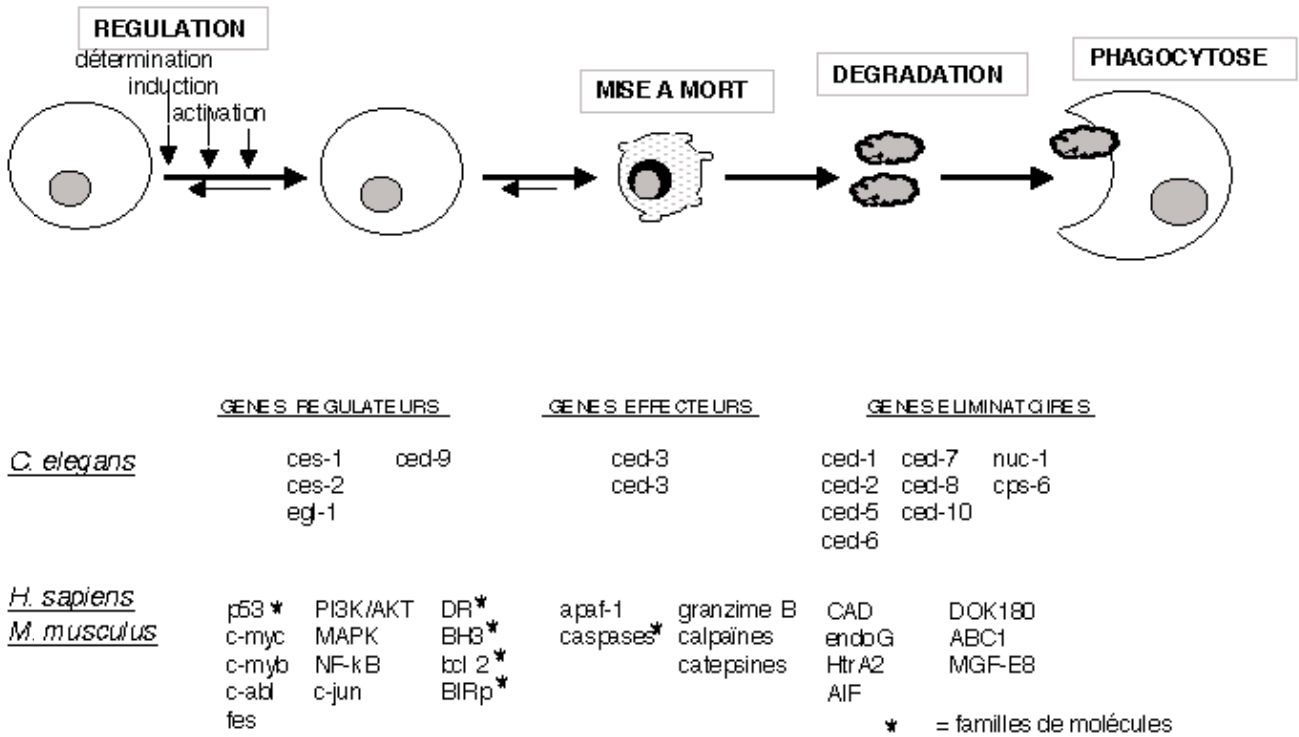 REGULATION
détermination
induction
activation
MISE A MORT
DEGRADATION
PHAGOCYTOSE
GENES REGULATEURS GENES EFFECTEURS GENES ELIMINATOIRES
C. elegans ces-1 ced-9 ced-3 ced-1 ced-7 nuc-1
ces-2 ced-3 ced-2 ced-8 cps-6
egl-1 ced-5 ced-10
ced-6
H. sapiens
M. musculus
p53 * PI3K/AKT DR* apaf-1 granzime B CAD DOK180
c-myc MAPK BH3* caspases* calpaïnes endoG ABC1
c-myb NF-kB bcl 2* catepsines HtrA2 MGF-E8
c-abl c-jun BIRp* AIF
fes
* = familles de molécules